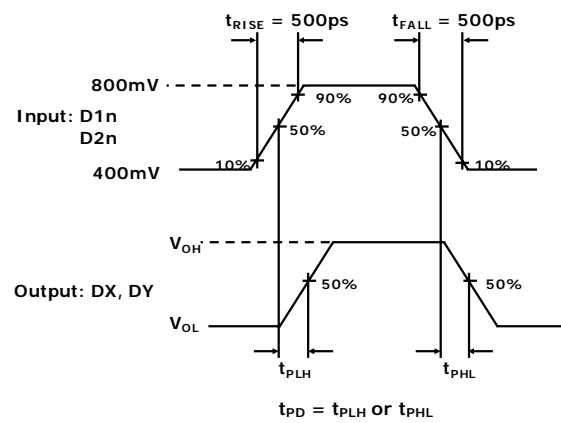 tRISE = 500ps
tFALL = 500ps
800mV
90%
90%
Input: D1n
D2n
50%
50%
10%
10%
400mV
VOH
50%
50%
Output: DX, DY
VOL
tPLH
tPHL
tPD = tPLH or tPHL